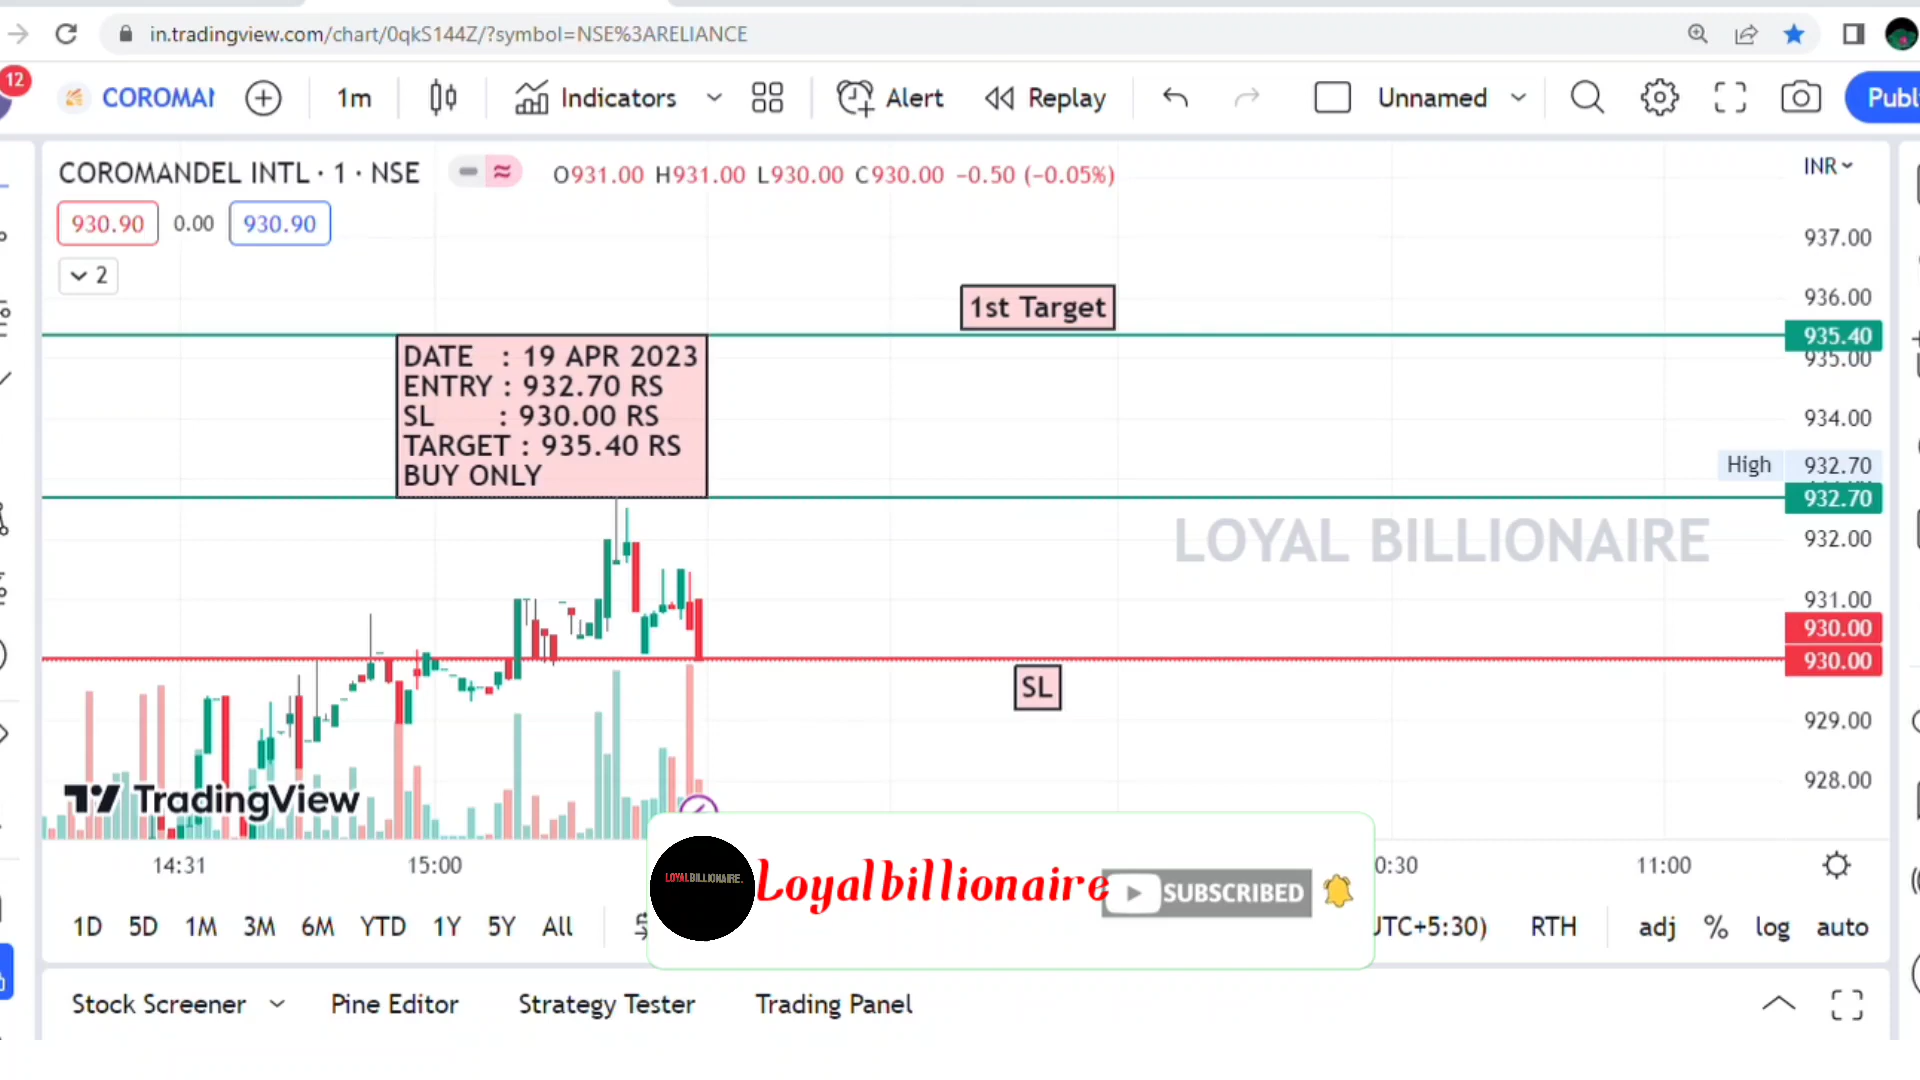 in.tradingview.com/chart/0qkS144Z/?symbol=NSE%3ARELIANCE
12
1m
Indicators
Alert
Replay
Unnamed
COROMANDEL INTL · 1 · NSE
O931.00 H931.00 L930.00 C930.00 −0.50 (−0.05%)
INR
930.90 0.00 930.90
2
937.00
936.00
1st Target
935.40
935.00
DATE : 19 APR 2023
ENTRY : 932.70 RS
SL : 930.00 RS
TARGET : 935.40 RS
BUY ONLY
934.00
High 932.70
932.70
LOYAL BILLIONAIRE
932.00
931.00
930.00
930.00
SL
929.00
928.00
TradingView
14:31 15:00 11:00
LOYALBILLIONAIRE.
Loyalbillionaire
SUBSCRIBED
1D 5D 1M 3M 6M YTD 1Y 5Y All
UTC+5:30) RTH adj % log auto
Stock Screener Pine Editor Strategy Tester Trading Panel